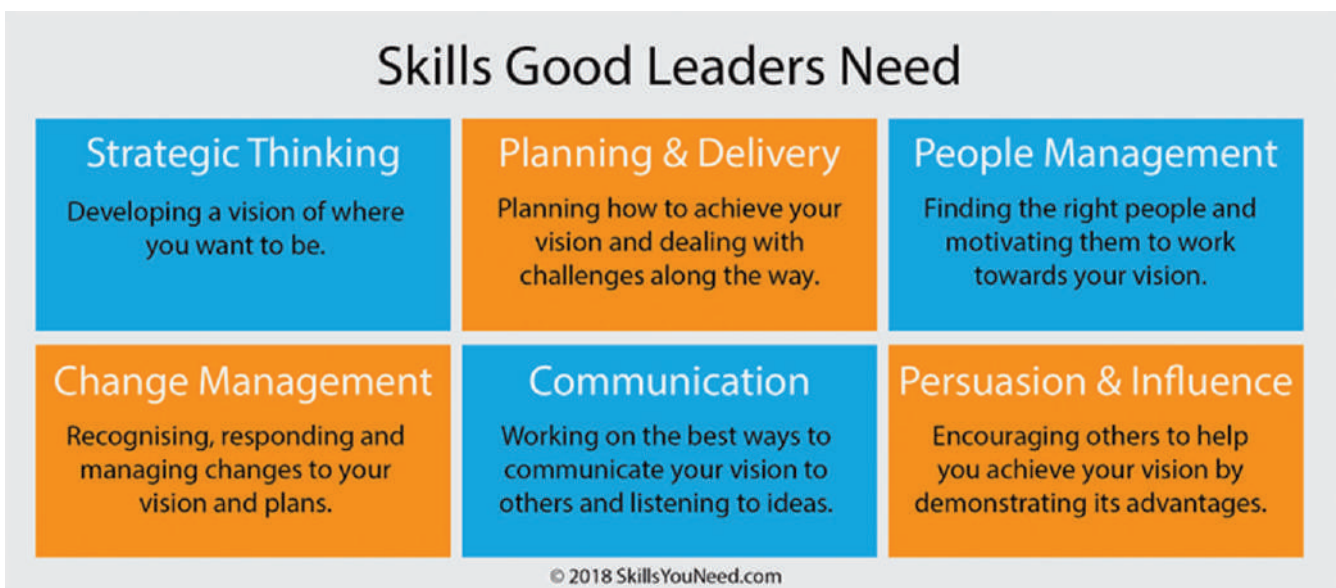 Skills Good Leaders Need
Strategic Thinking
Developing a vision of where
you want to be.
Planning & Delivery
Planning how to achieve your
vision and dealing with
challenges along the way.
People Management
Finding the right people and
motivating them to work
towards your vision.
Change Management
Recognising, responding and
managing changes to your
vision and plans.
Communication
Working on the best ways to
communicate your vision to
others and listening to ideas.
Persuasion & Influence
Encouraging others to help
you achieve your vision by
demonstrating its advantages.
© 2018 SkillsYouNeed.com